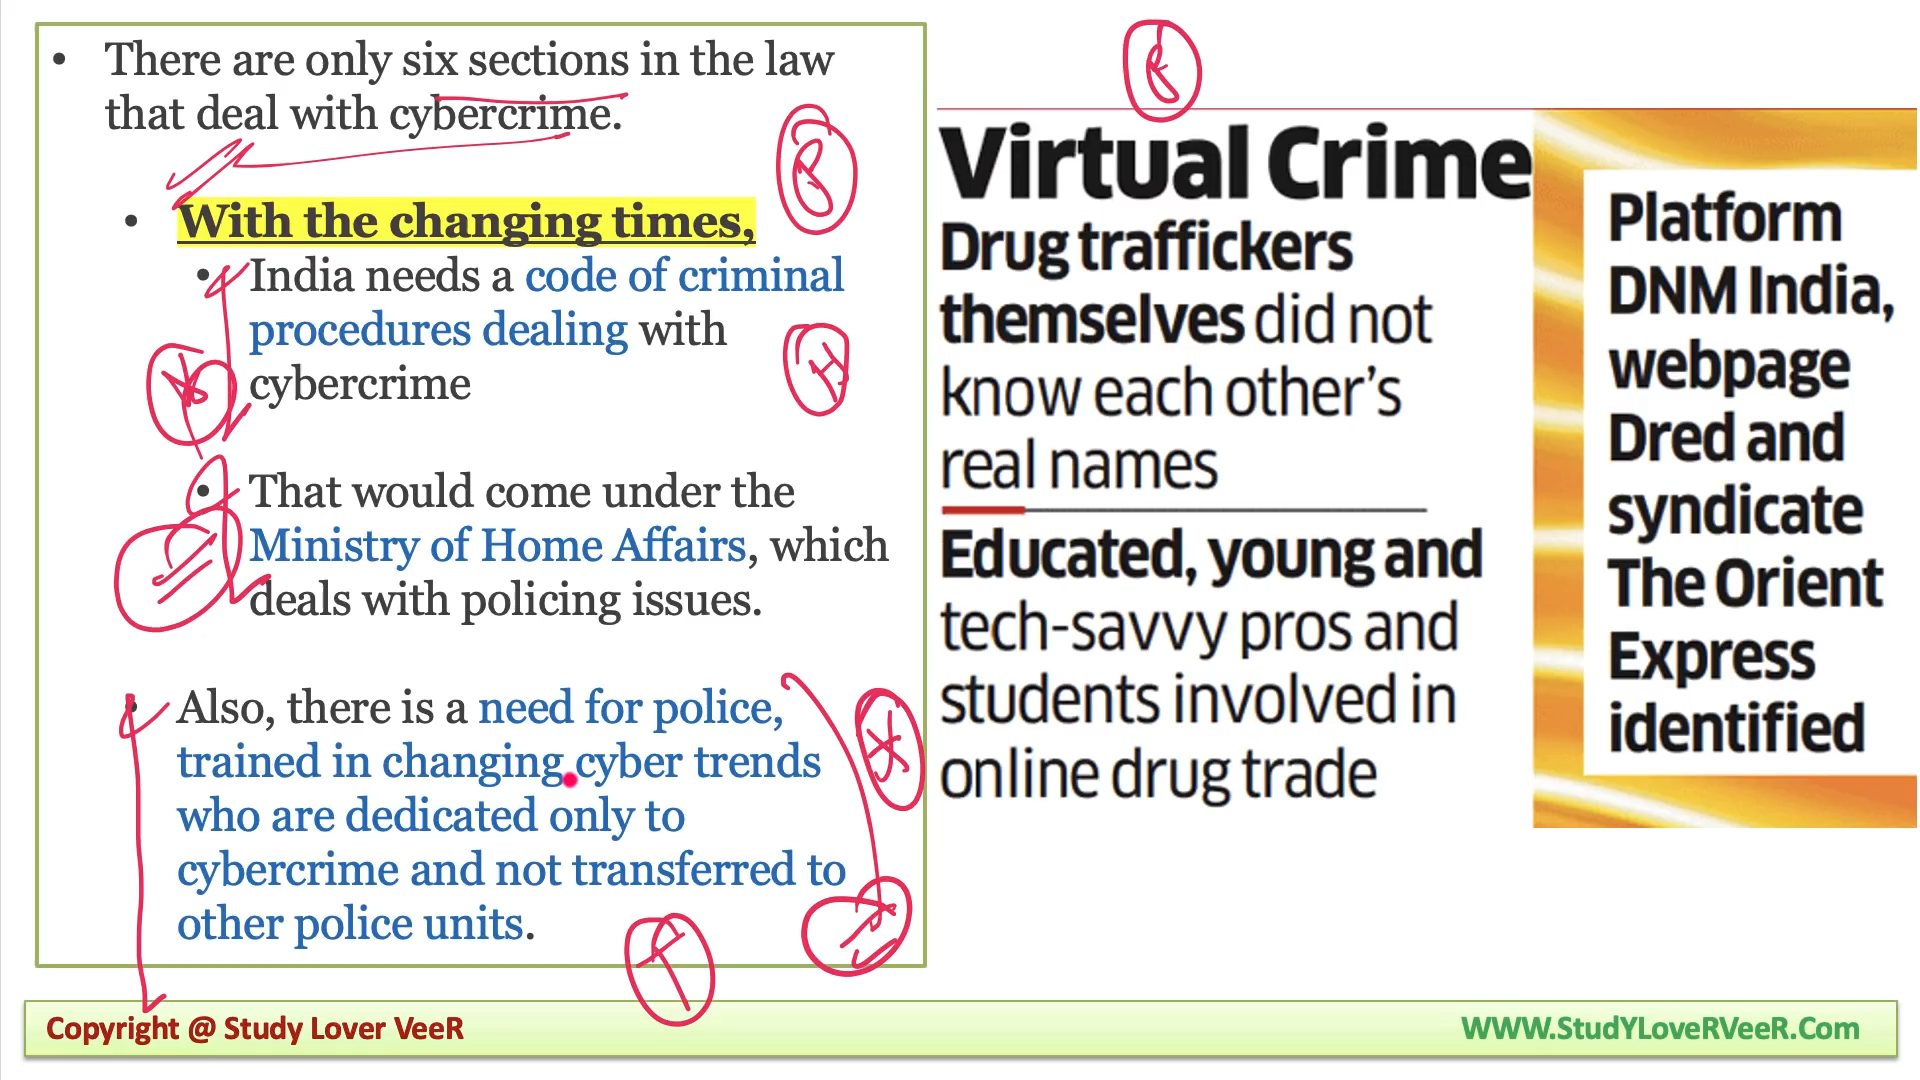 • There are only six sections in the law
that deal with cybercrime.
• With the changing times,
• India needs a code of criminal
procedures dealing with
cybercrime
• That would come under the
Ministry of Home Affairs, which
deals with policing issues.
• Also, there is a need for police,
trained in changing cyber trends
who are dedicated only to
cybercrime and not transferred to
other police units.
Virtual Crime
Drug traffickers
themselves did not
know each other’s
real names
Educated, young and
tech-savvy pros and
students involved in
online drug trade
Platform
DNM India,
webpage
Dred and
syndicate
The Orient
Express
identified
Copyright @ Study Lover VeeR
WWW.StudYLoveRVeeR.Com